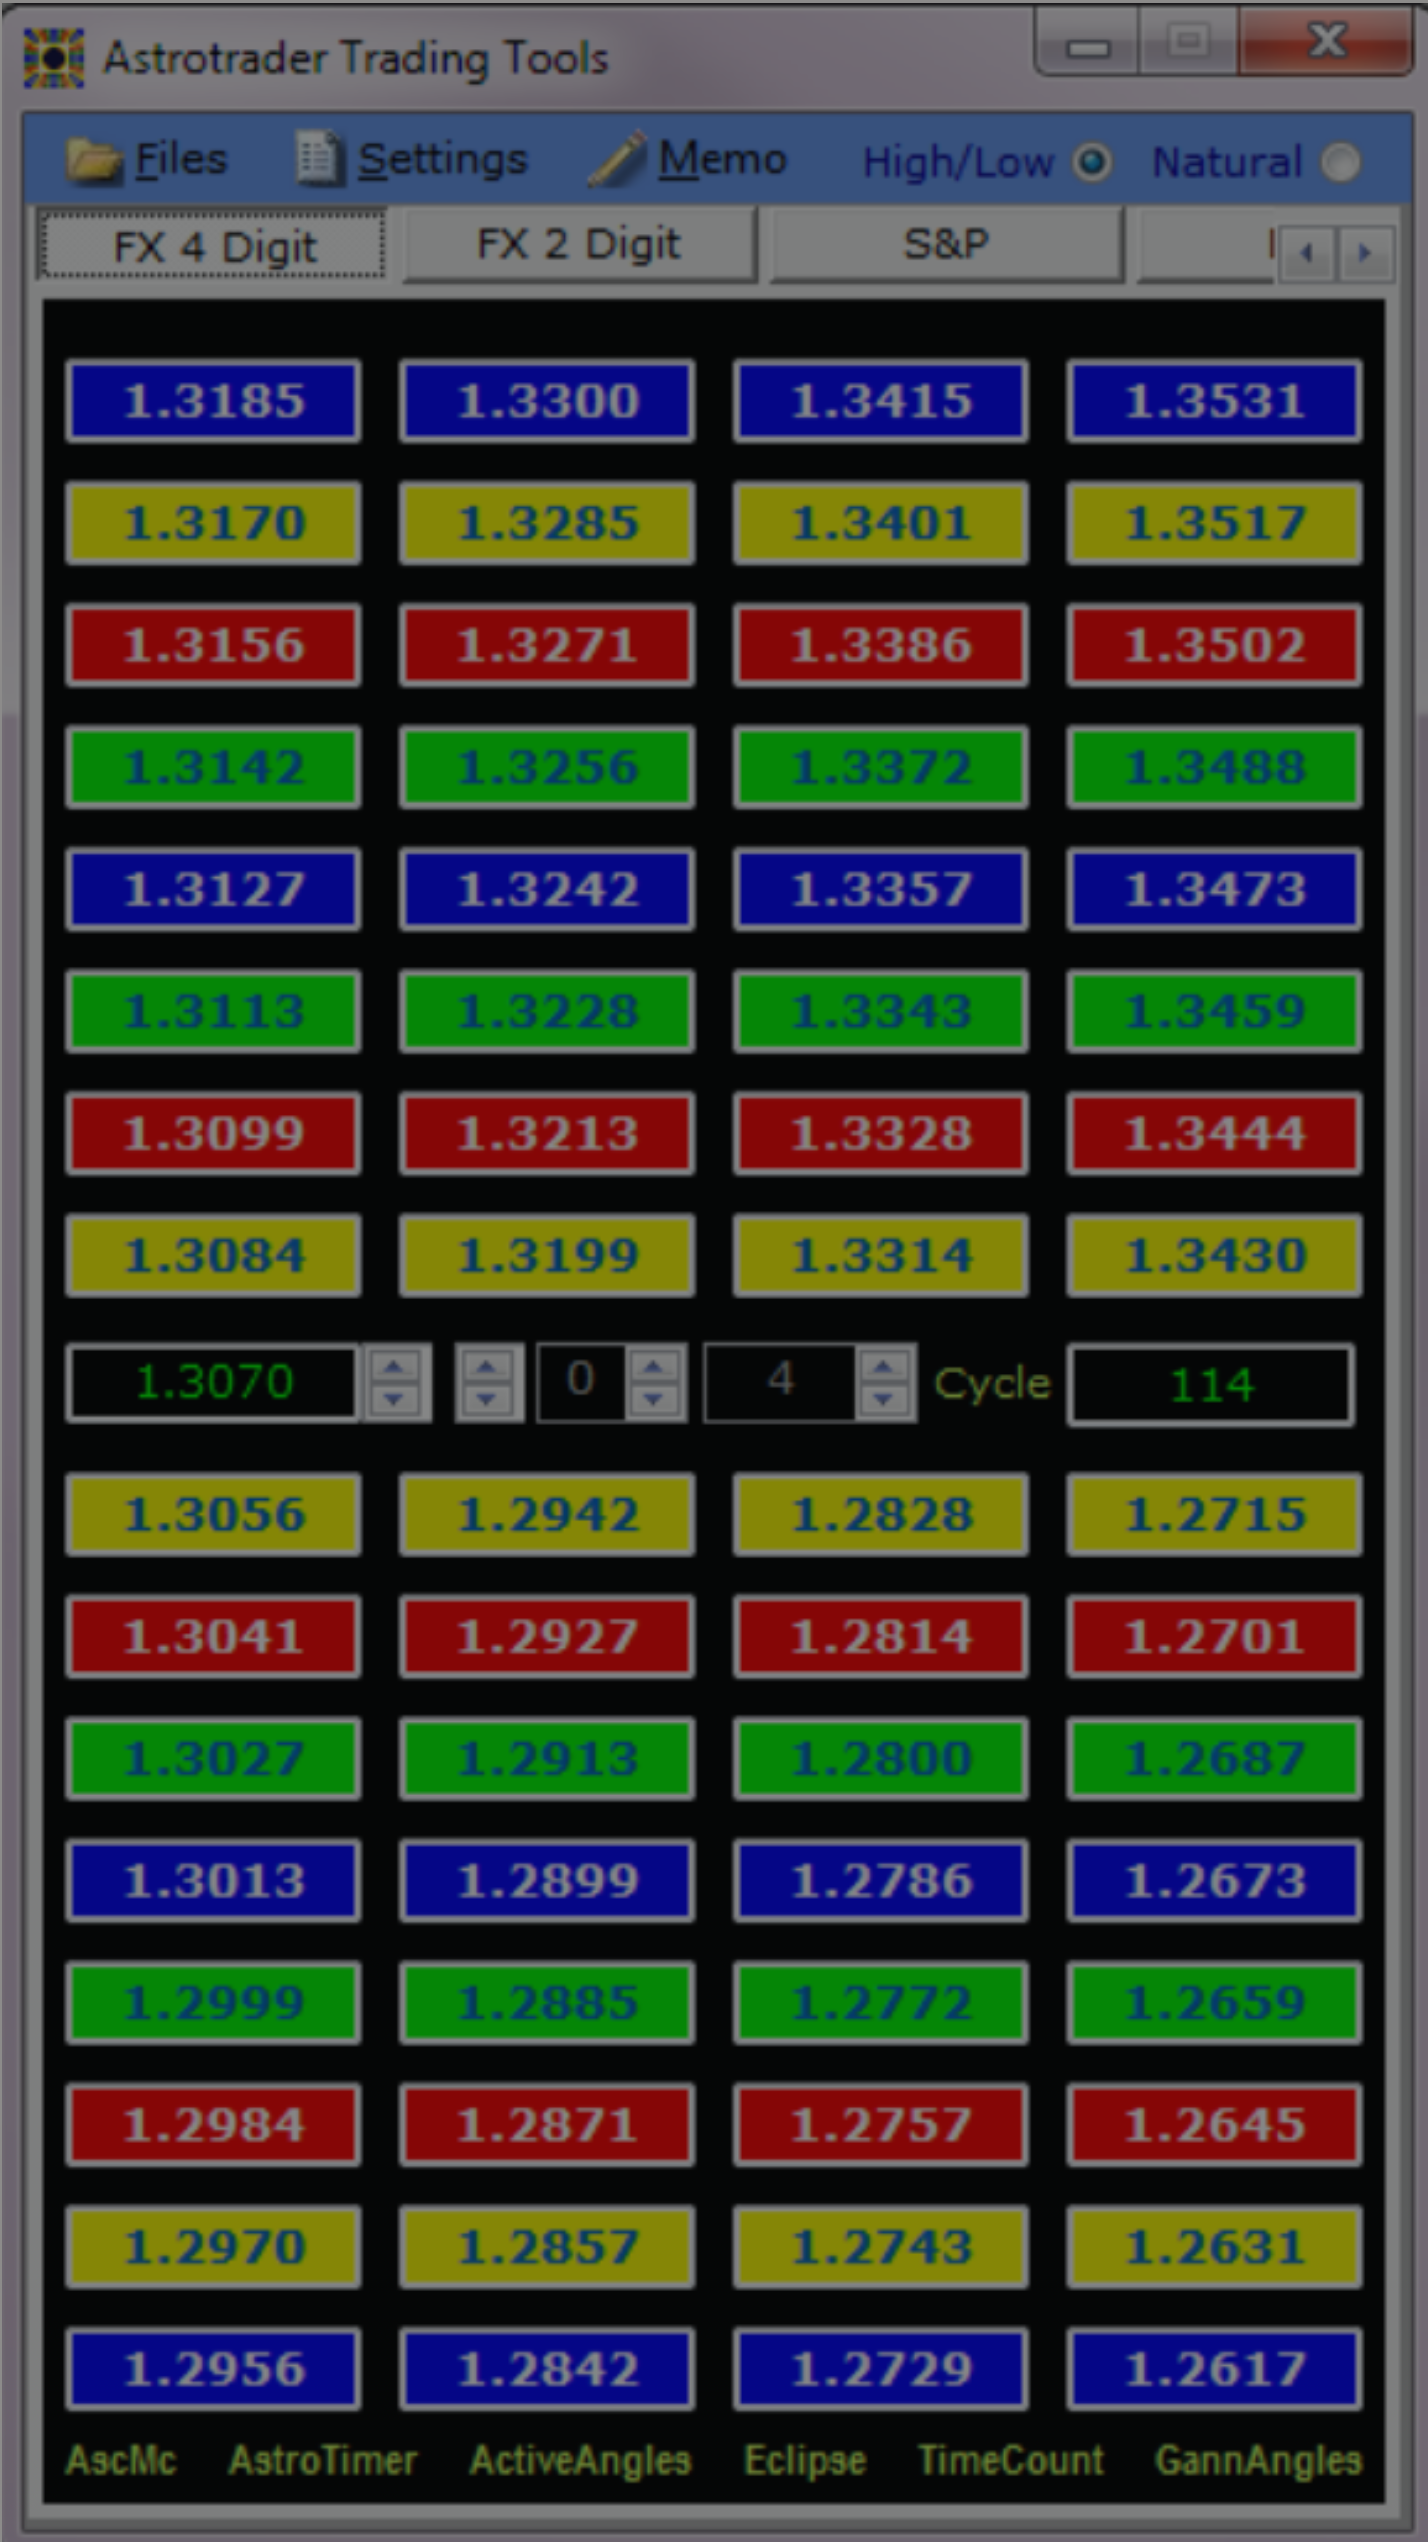 Astrotrader Trading Tools
Files Settings Memo High/Low Natural
FX 4 Digit FX 2 Digit S&P
1.3185 1.3300 1.3415 1.3531
1.3170 1.3285 1.3401 1.3517
1.3156 1.3271 1.3386 1.3502
1.3142 1.3256 1.3372 1.3488
1.3127 1.3242 1.3357 1.3473
1.3113 1.3228 1.3343 1.3459
1.3099 1.3213 1.3328 1.3444
1.3084 1.3199 1.3314 1.3430
1.3070 0 4 Cycle 114
1.3056 1.2942 1.2828 1.2715
1.3041 1.2927 1.2814 1.2701
1.3027 1.2913 1.2800 1.2687
1.3013 1.2899 1.2786 1.2673
1.2999 1.2885 1.2772 1.2659
1.2984 1.2871 1.2757 1.2645
1.2970 1.2857 1.2743 1.2631
1.2956 1.2842 1.2729 1.2617
AscMc AstroTimer ActiveAngles Eclipse TimeCount GannAngles